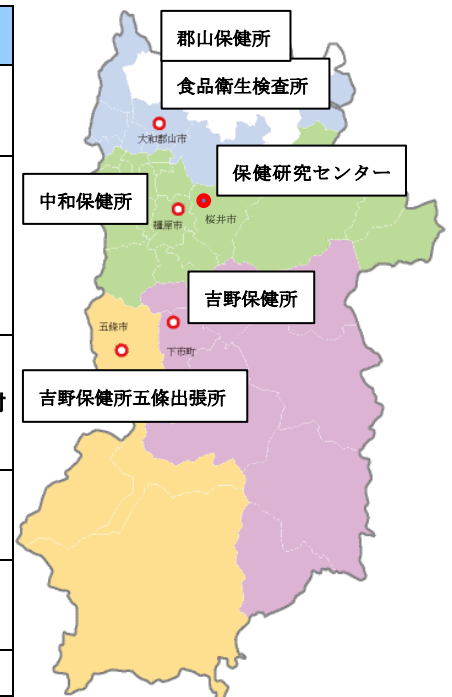 郡山保健所
食品衛生検査所
大和郡山市
保健研究センター
中和保健所
橿原市
桜井市
吉野保健所
五條市
下市町
吉野保健所五條出張所